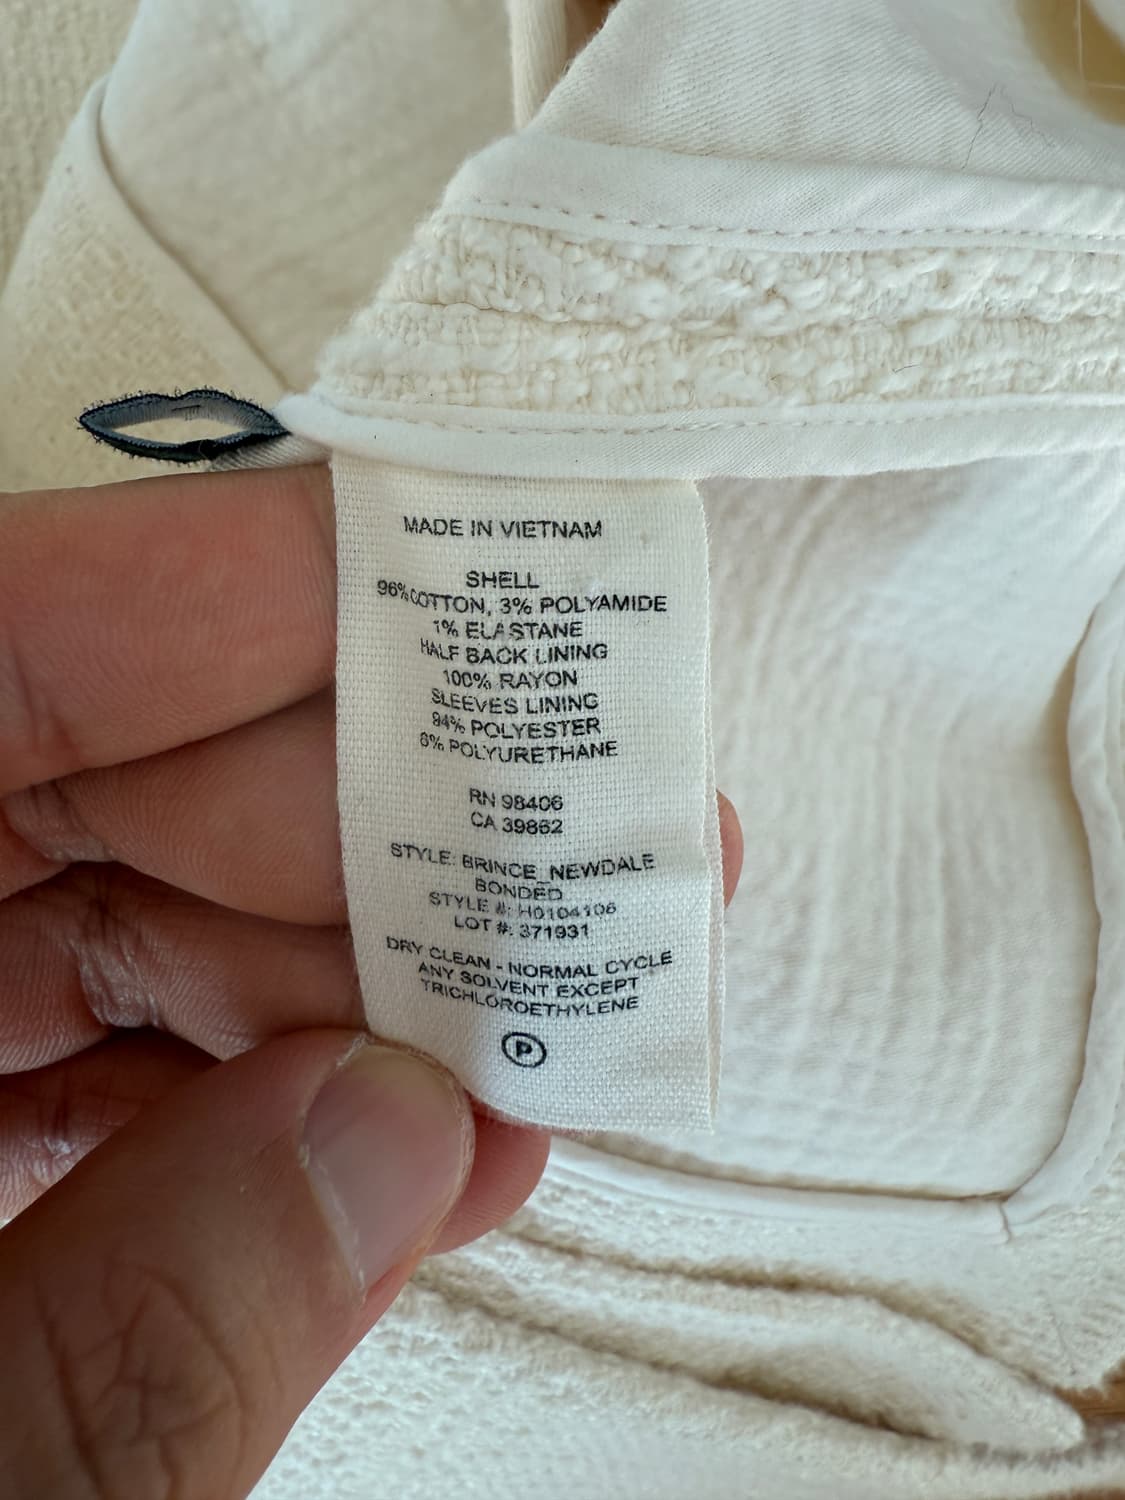 MADE IN VIETNAM
SHELL
96% COTTON, 3% POLYAMIDE
1% ELASTANE
HALF BACK LINING
100% RAYON
SLEEVES LINING
94% POLYESTER
6% POLYURETHANE
RN 98406
CA 39862
STYLE: BRINCE_NEWDALE
BONDED
STYLE #: H0104106
LOT #: 371931
DRY CLEAN - NORMAL CYCLE
ANY SOLVENT EXCEPT
TRICHLOROETHYLENE
P